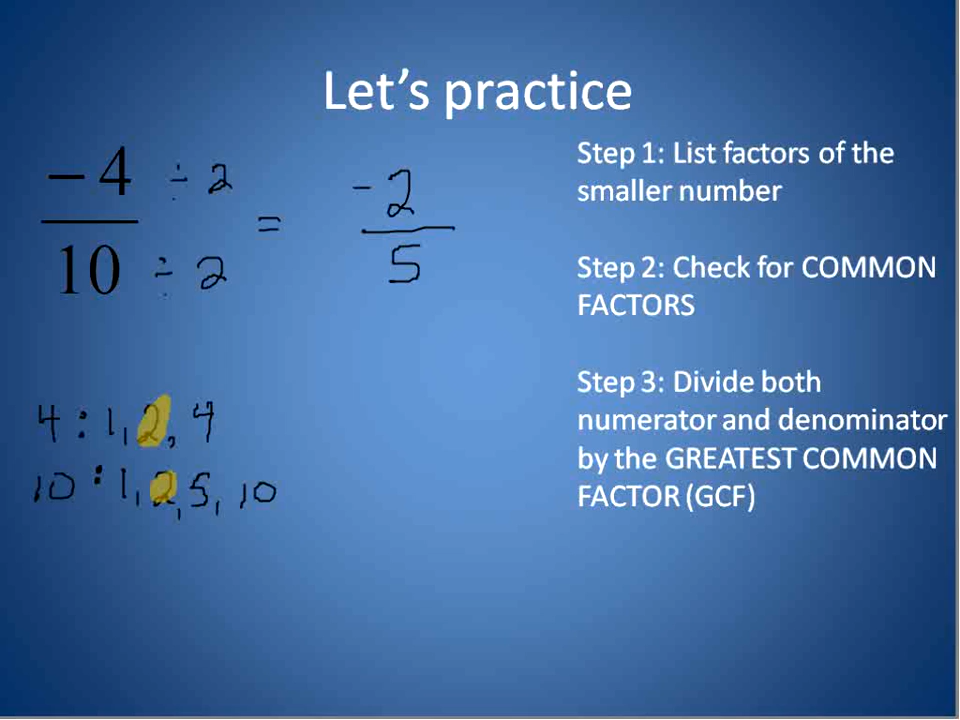 Let's practice
-4 ÷ 2
10 ÷ 2
=
-2
5
4 : 1, 2, 4
10 : 1, 2, 5, 10
Step 1: List factors of the
smaller number
Step 2: Check for COMMON
FACTORS
Step 3: Divide both
numerator and denominator
by the GREATEST COMMON
FACTOR (GCF)